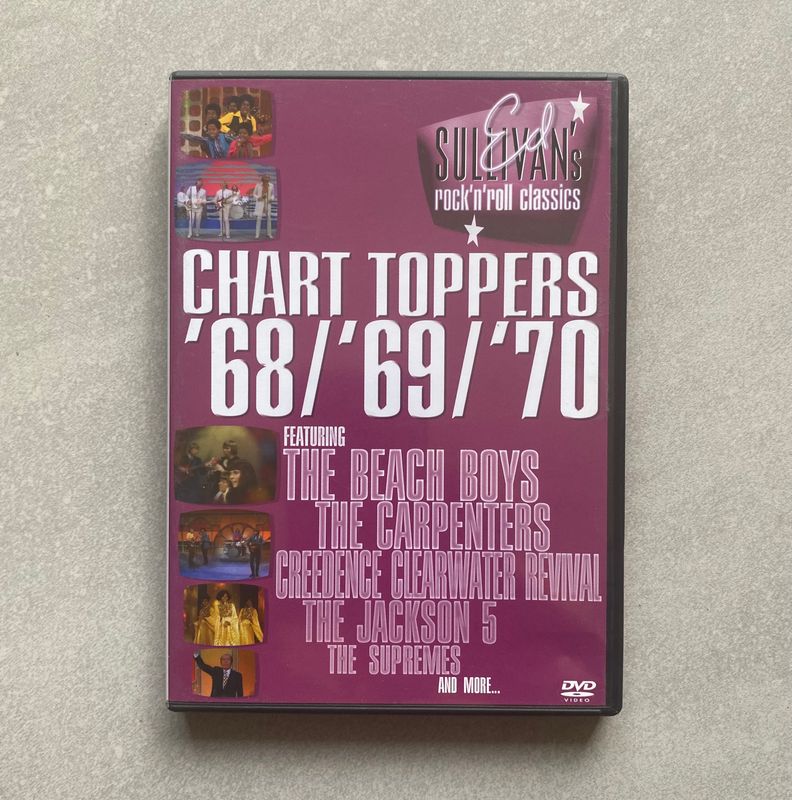 Ed
SULLIVAN's
rock'n'roll classics
CHART TOPPERS
'68/'69/'70
FEATURING
THE BEACH BOYS
THE CARPENTERS
CREEDENCE CLEARWATER REVIVAL
THE JACKSON 5
THE SUPREMES
AND MORE...
DVD
VIDEO